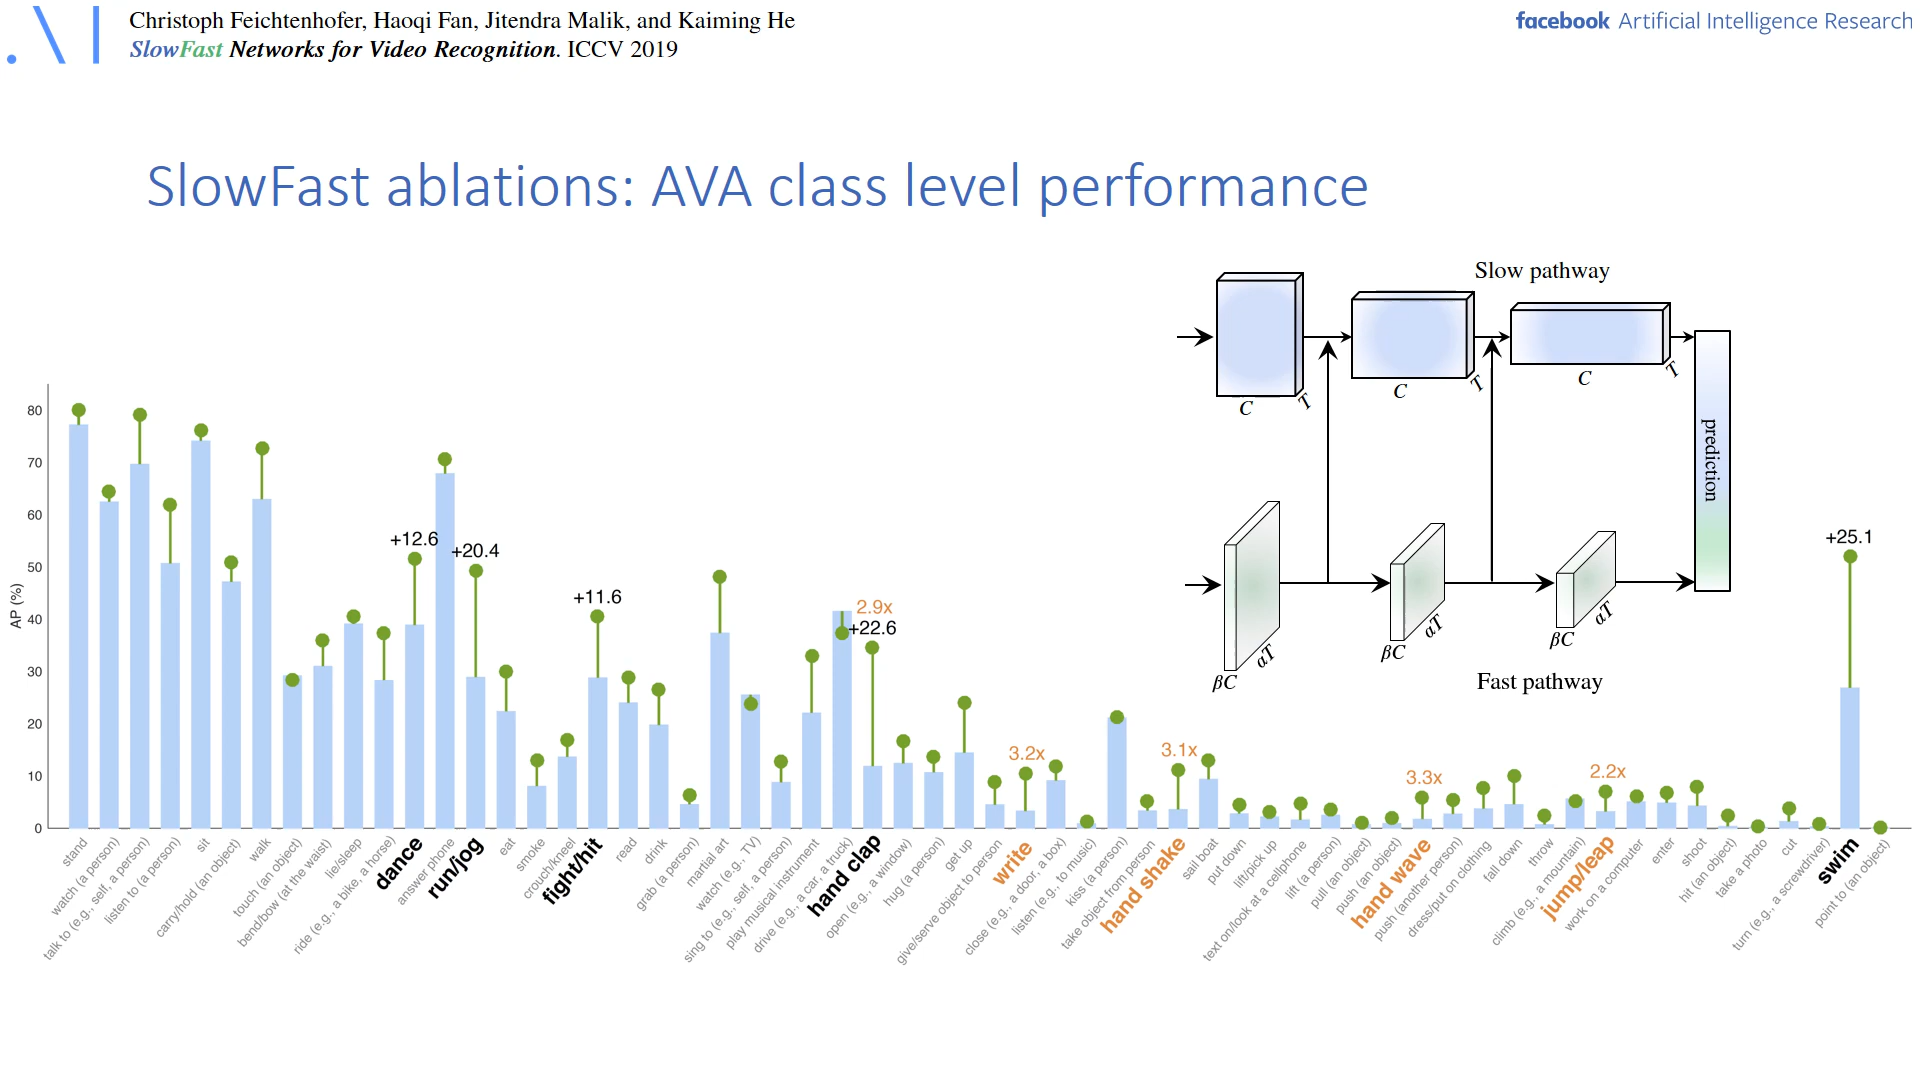 Christoph Feichtenhofer, Haoqi Fan, Jitendra Malik, and Kaiming He
SlowFast Networks for Video Recognition. ICCV 2019
facebook Artificial Intelligence Research
SlowFast ablations: AVA class level performance
Slow pathway
C
T
C
T
C
T
prediction
βC
αT
βC
αT
βC
αT
Fast pathway
AP (%)
80
70
60
50
40
30
20
10
0
+12.6
+20.4
+11.6
2.9x
+22.6
3.2x
3.1x
3.3x
2.2x
+25.1
stand
watch (a person)
talk to (e.g., self, a person)
listen to (a person)
sit
carry/hold (an object)
walk
touch (an object)
bend/bow (at the waist)
lie/sleep
ride (e.g., a bike, a horse)
dance
answer phone
run/jog
eat
smoke
crouch/kneel
fight/hit
read
drink
grab (a person)
martial art
watch (e.g., TV)
sing to (e.g., self, a person)
play musical instrument
drive (e.g., a car, a truck)
hand clap
open (e.g., a window)
hug (a person)
get up
give/serve object to person
write
close (e.g., a door, a box)
listen (e.g., to music)
kiss (a person)
take object from person
hand shake
sail boat
put down
lift/pick up
text on/look at a cellphone
lift (a person)
pull (an object)
push (an object)
hand wave
push (another person)
dress/put on clothing
fall down
throw
climb (e.g., a mountain)
jump/leap
work on a computer
enter
shoot
hit (an object)
take a photo
cut
turn (e.g., a screwdriver)
swim
point to (an object)